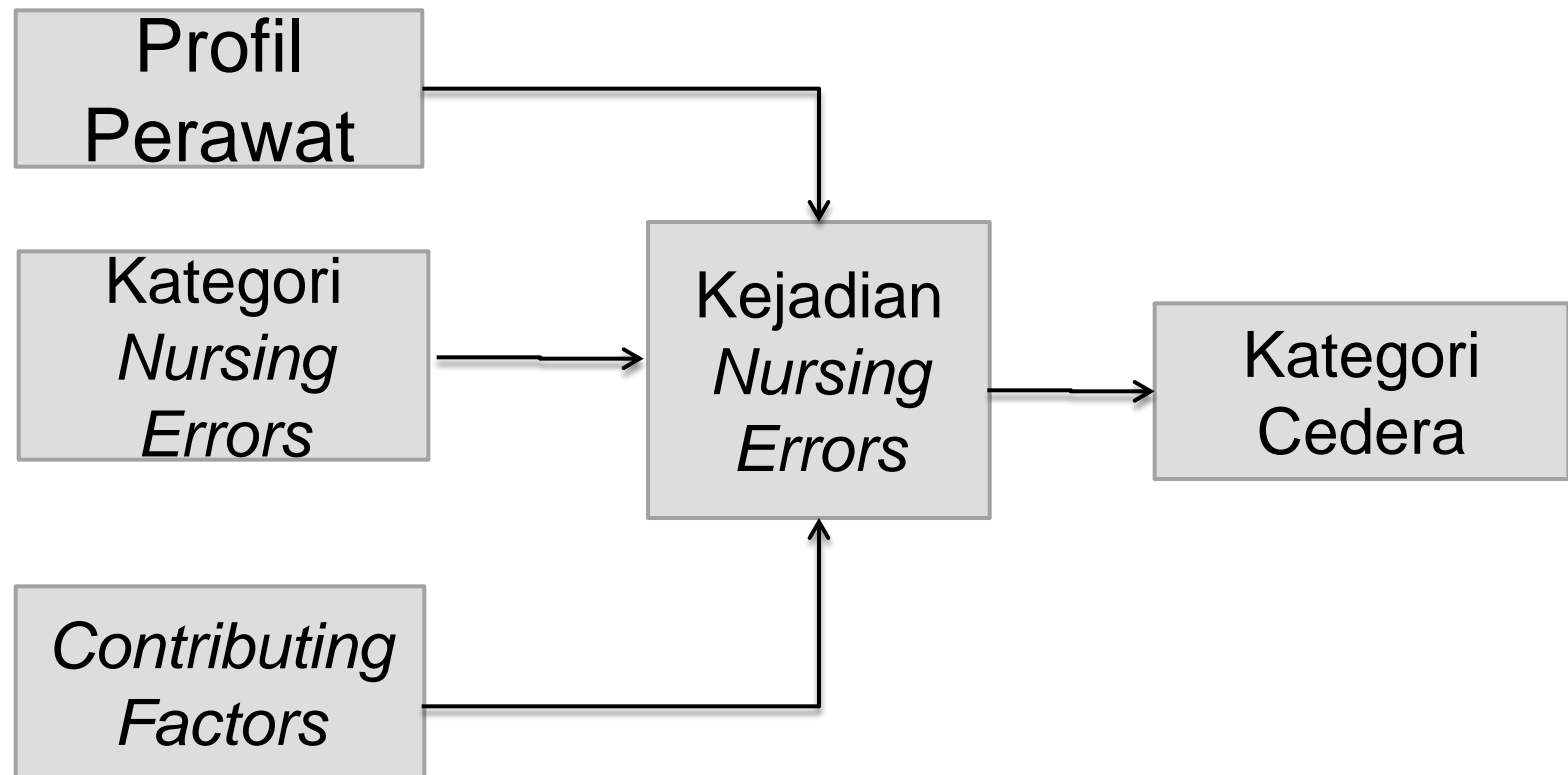 Profil
Perawat
Kategori
Nursing
Errors
Contributing
Factors
Kejadian
Nursing
Errors
Kategori
Cedera